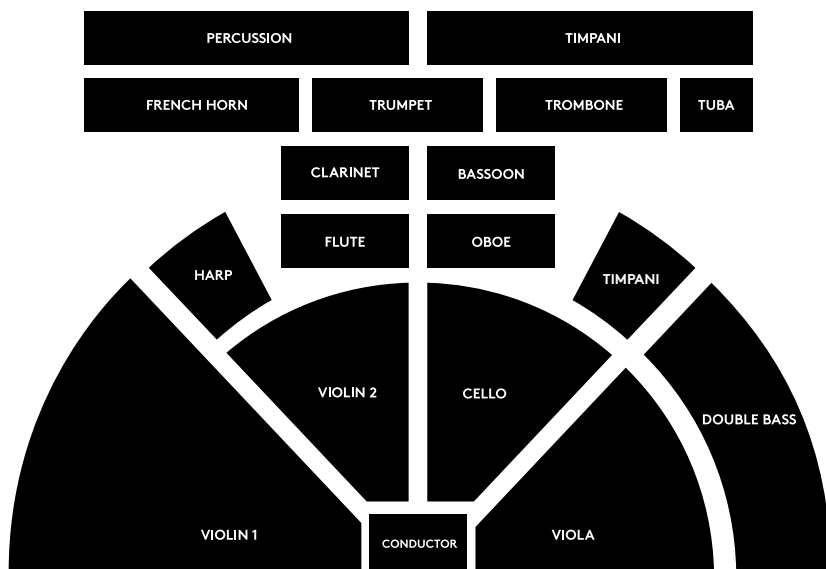 PERCUSSION
TIMPANI
FRENCH HORN
TRUMPET
TROMBONE
TUBA
CLARINET
BASSOON
FLUTE
OBOE
HARP
TIMPANI
VIOLIN 2
CELLO
DOUBLE BASS
VIOLIN 1
CONDUCTOR
VIOLA